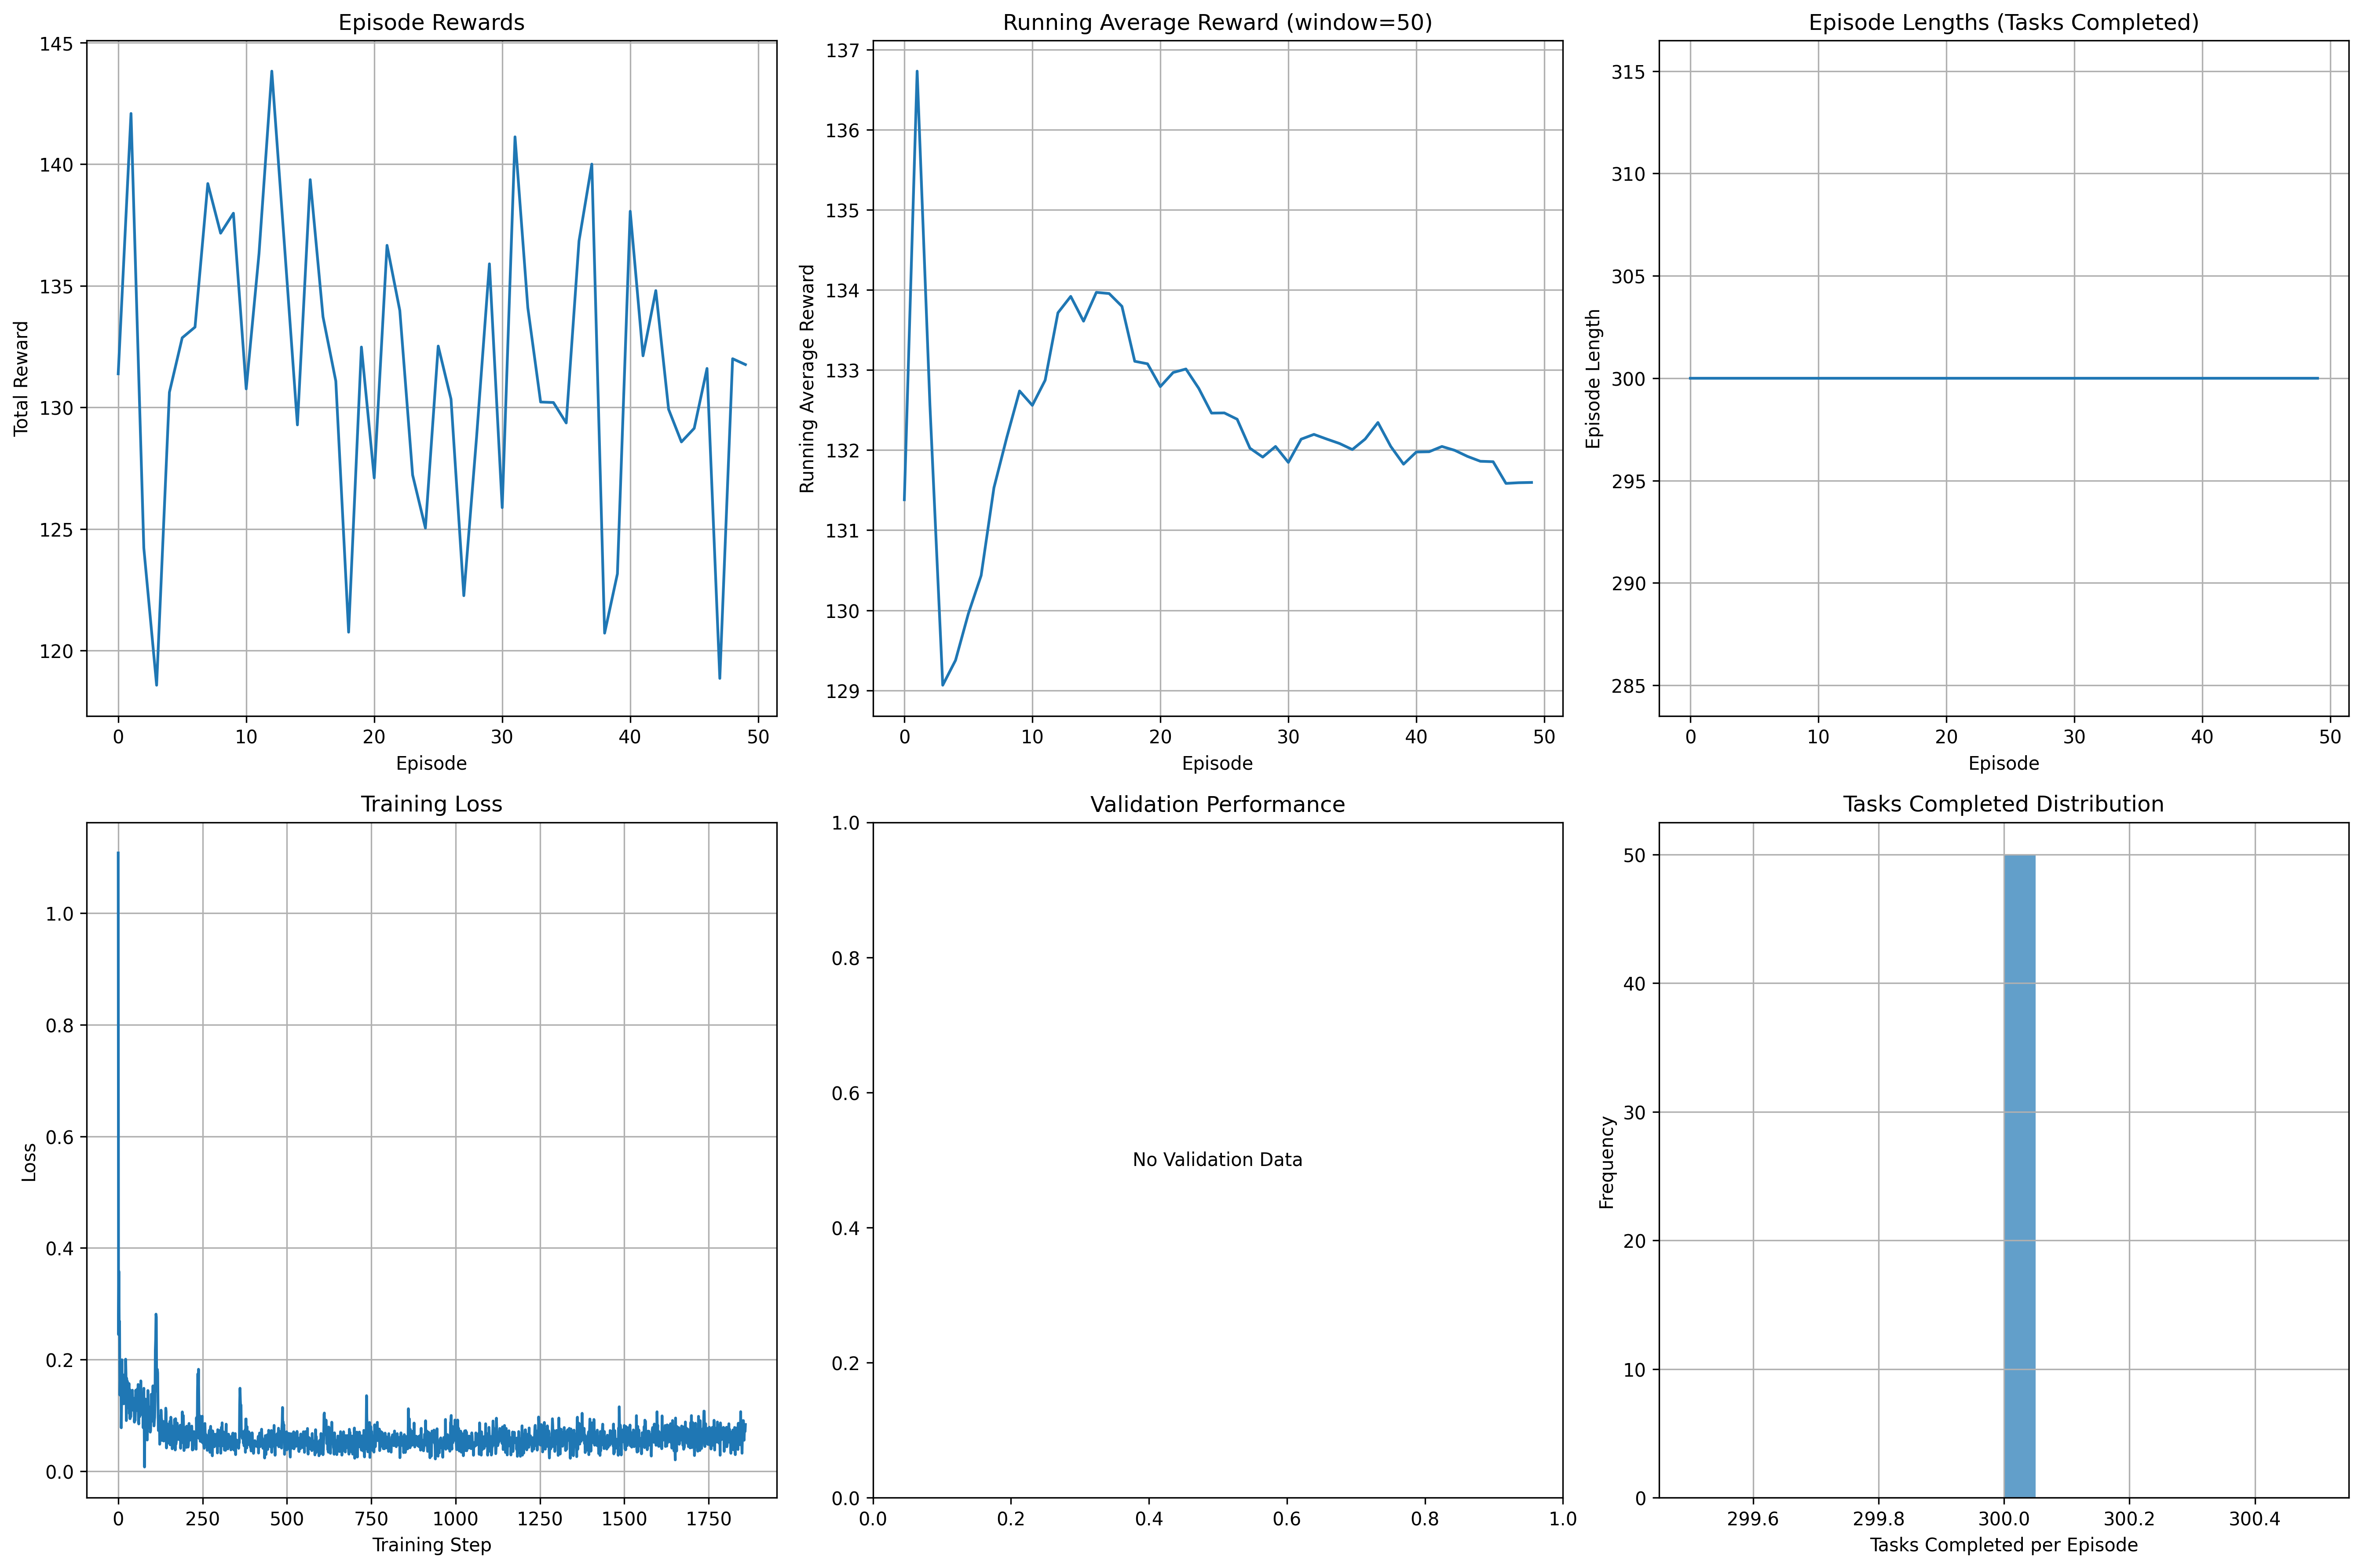 Episode Rewards
Total Reward
145
140
135
130
125
120
0 10 20 30 40 50
Episode
Running Average Reward (window=50)
Running Average Reward
137
136
135
134
133
132
131
130
129
0 10 20 30 40 50
Episode
Episode Lengths (Tasks Completed)
Episode Length
315
310
305
300
295
290
285
0 10 20 30 40 50
Episode
Training Loss
Loss
1.0
0.8
0.6
0.4
0.2
0.0
0 250 500 750 1000 1250 1500 1750
Training Step
Validation Performance
1.0
0.8
0.6
0.4
0.2
0.0
No Validation Data
0.0 0.2 0.4 0.6 0.8 1.0
Tasks Completed Distribution
Frequency
50
40
30
20
10
0
299.6 299.8 300.0 300.2 300.4
Tasks Completed per Episode